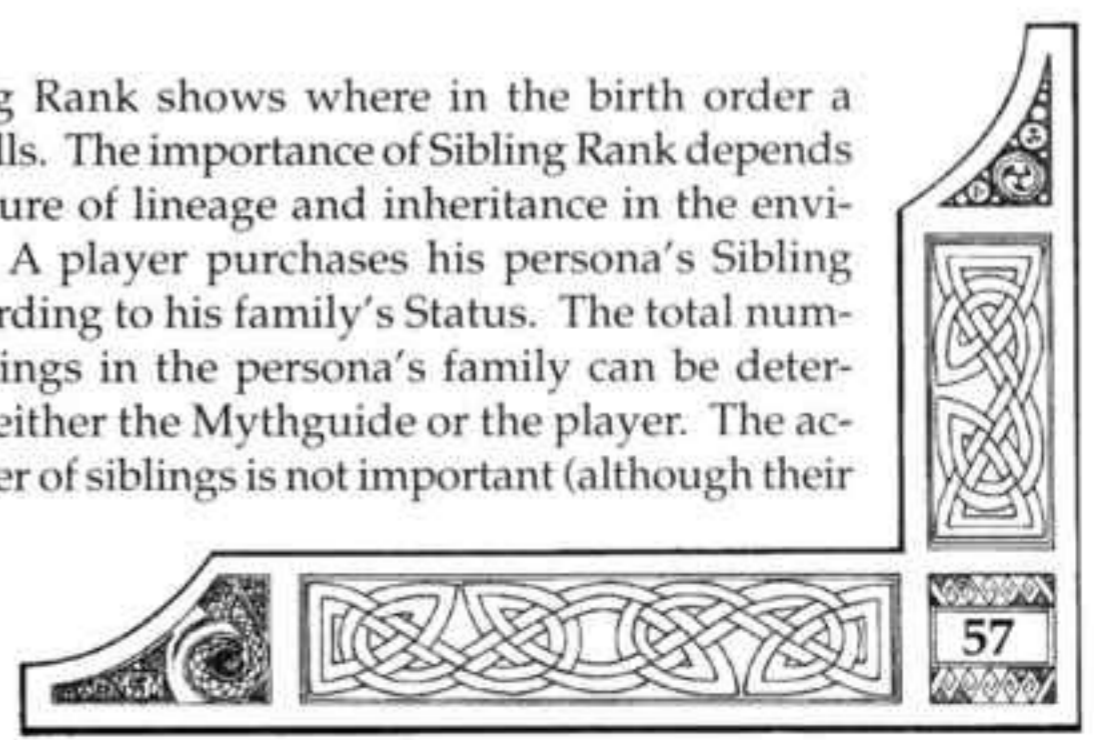 g Rank shows where in the birth order a
lls. The importance of Sibling Rank depends
ure of lineage and inheritance in the envi-
A player purchases his persona's Sibling
rding to his family's Status. The total num-
ings in the persona's family can be deter-
either the Mythguide or the player. The ac-
er of siblings is not important (although their
57